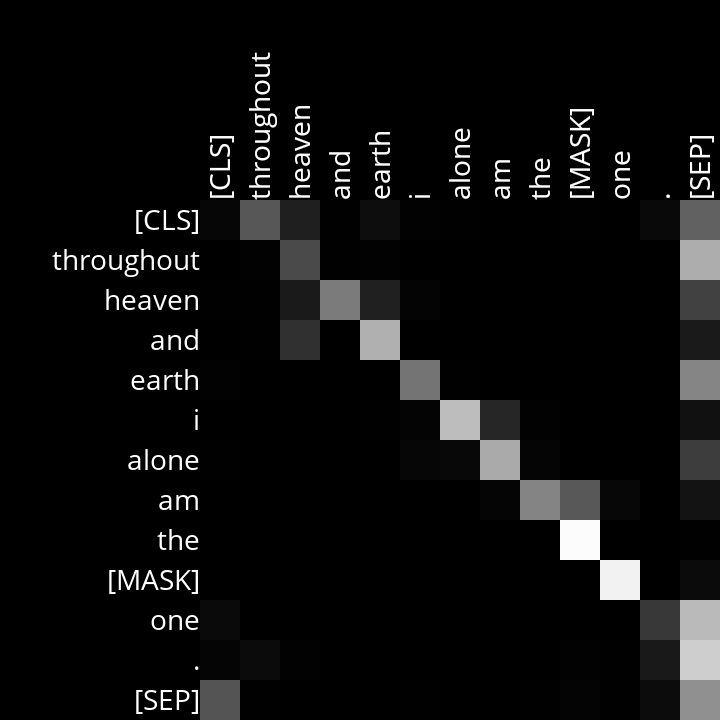 [CLS] throughout heaven and earth i alone am the [MASK] one . [SEP]
[CLS]
throughout
heaven
and
earth
i
alone
am
the
[MASK]
one
.
[SEP]